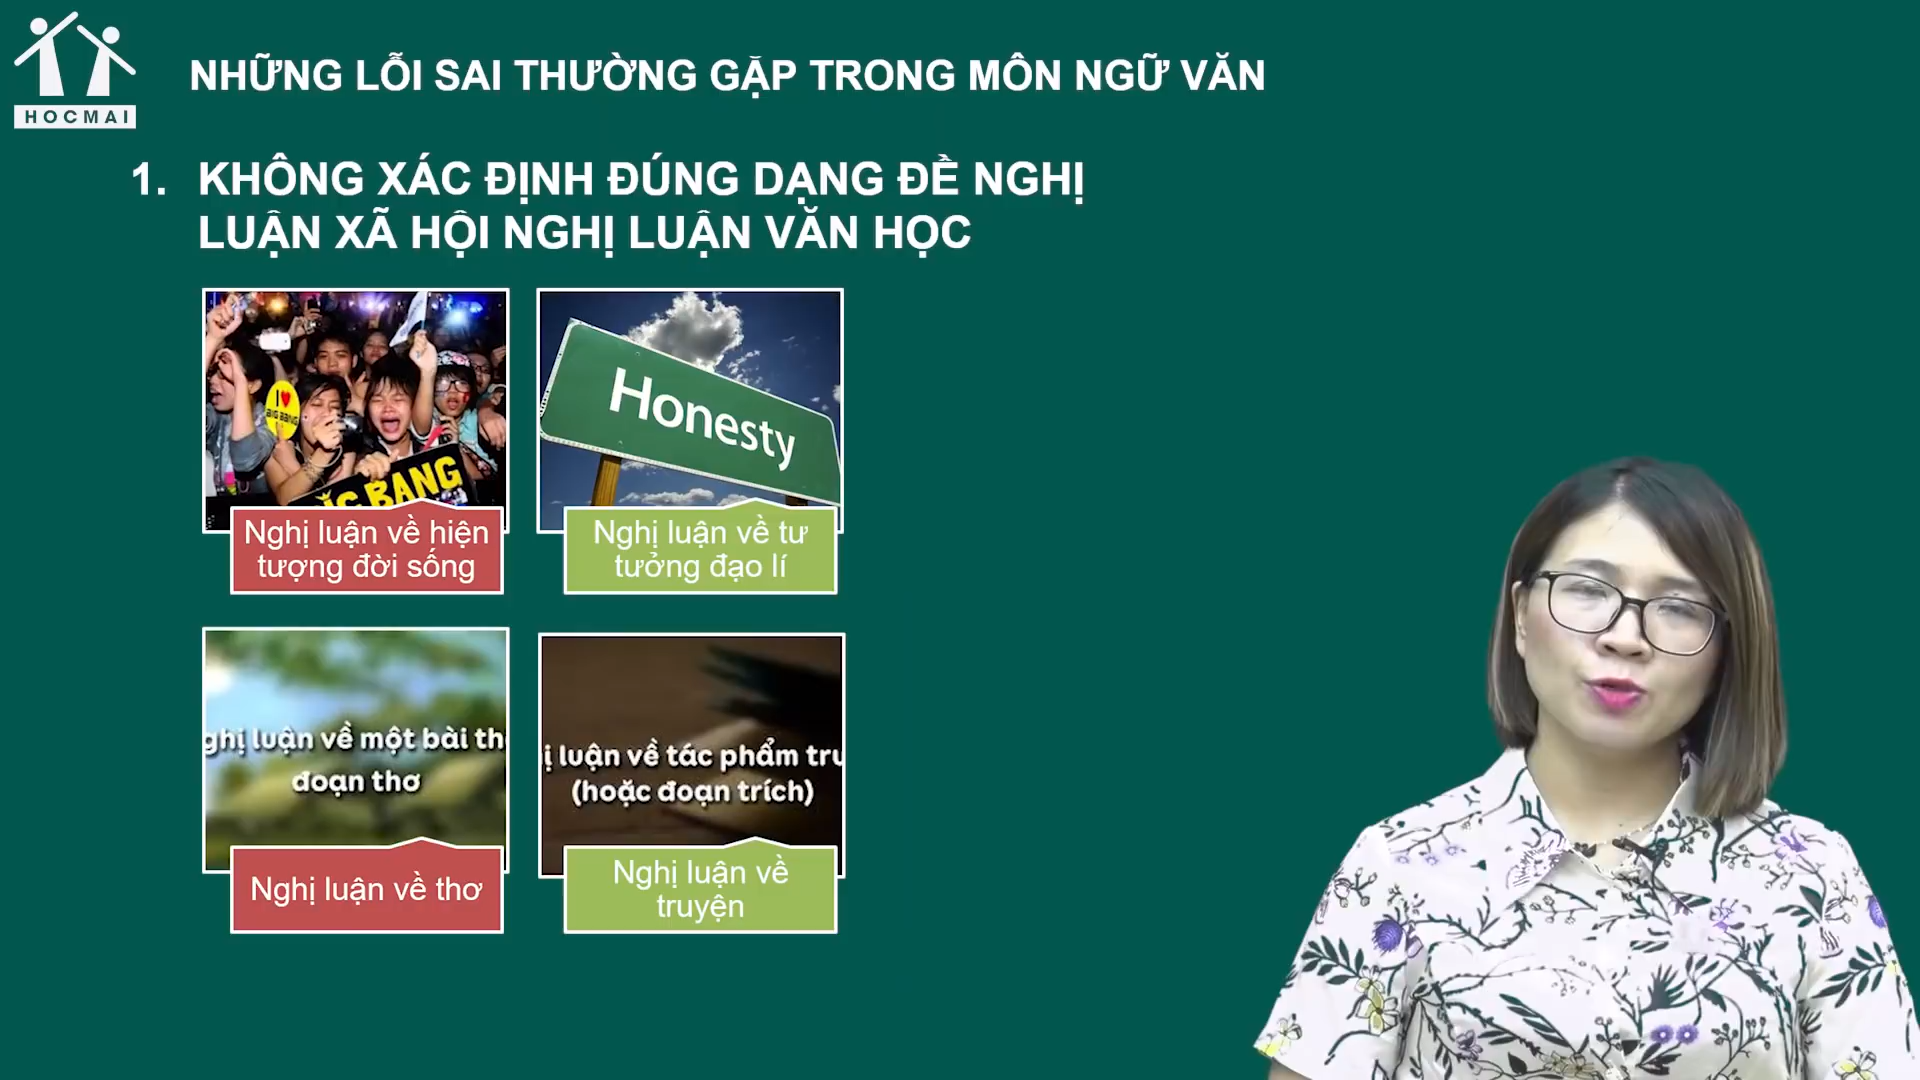 HOCMAI
NHỮNG LỖI SAI THƯỜNG GẶP TRONG MÔN NGỮ VĂN
1. KHÔNG XÁC ĐỊNH ĐÚNG DẠNG ĐỀ NGHỊ
LUẬN XÃ HỘI NGHỊ LUẬN VĂN HỌC
I ♥
BIG BANG
BANG
Honesty
Nghị luận về hiện
tượng đời sống
Nghị luận về tư
tưởng đạo lí
luận về một bài
đoạn thơ
luận về tác phẩm
(hoặc đoạn trích)
Nghị luận về thơ
Nghị luận về
truyện